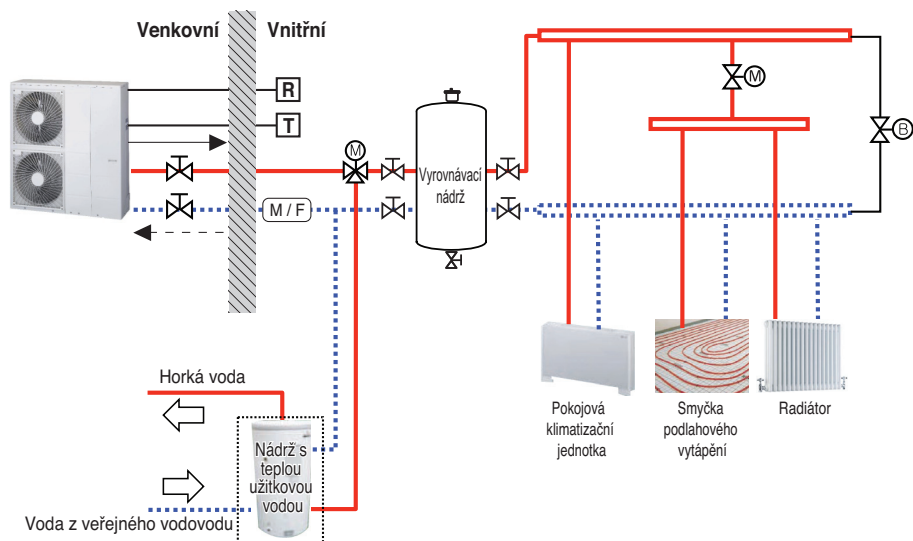 Venkovní
Vnitřní
R
T
M
M
B
M / F
Vyrovnávací
nádrž
Horká voda
Nádrž s
teplou
užitkovou
vodou
Voda z veřejného vodovodu
Pokojová
klimatizační
jednotka
Smyčka
podlahového
vytápění
Radiátor